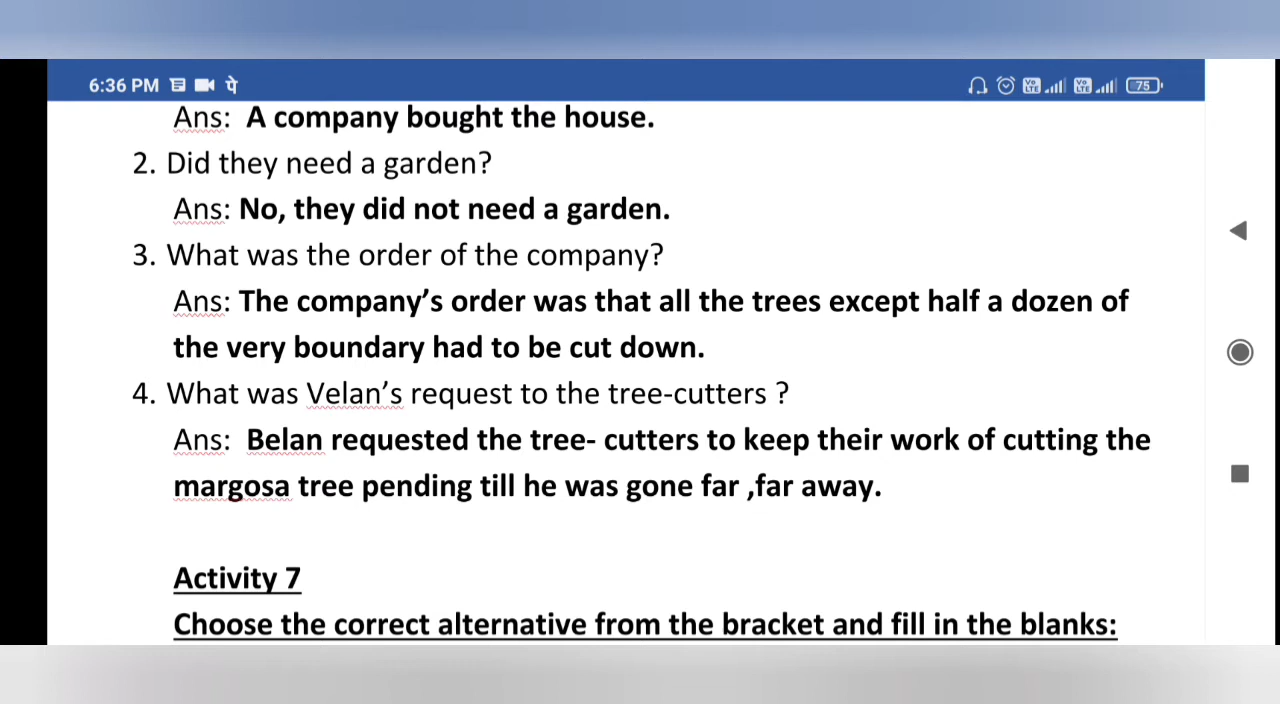 6:36 PM पे 75
Ans: A company bought the house.
2. Did they need a garden?
Ans: No, they did not need a garden.
3. What was the order of the company?
Ans: The company’s order was that all the trees except half a dozen of
the very boundary had to be cut down.
4. What was Velan’s request to the tree-cutters ?
Ans: Belan requested the tree- cutters to keep their work of cutting the
margosa tree pending till he was gone far ,far away.
Activity 7
Choose the correct alternative from the bracket and fill in the blanks: